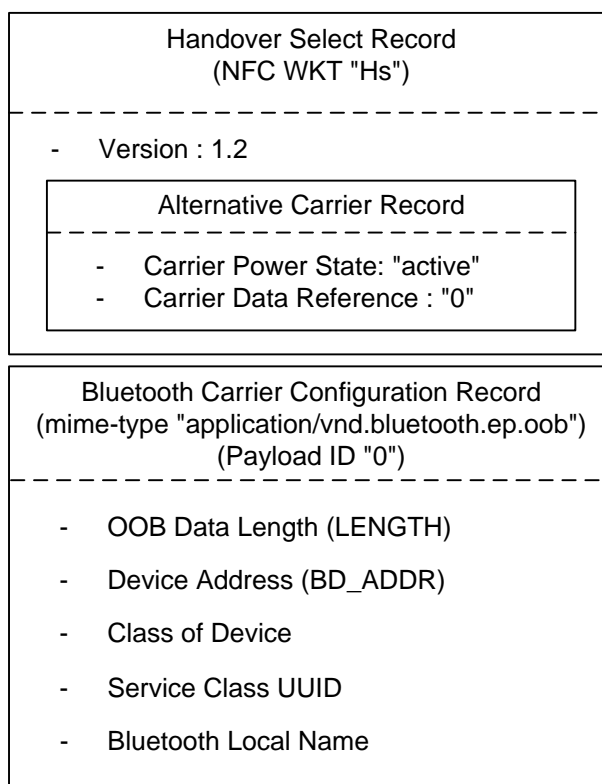 Handover Select Record
(NFC WKT "Hs")
- Version : 1.2
Alternative Carrier Record
- Carrier Power State: "active"
- Carrier Data Reference : "0"
Bluetooth Carrier Configuration Record
(mime-type "application/vnd.bluetooth.ep.oob")
(Payload ID "0")
- OOB Data Length (LENGTH)
- Device Address (BD_ADDR)
- Class of Device
- Service Class UUID
- Bluetooth Local Name